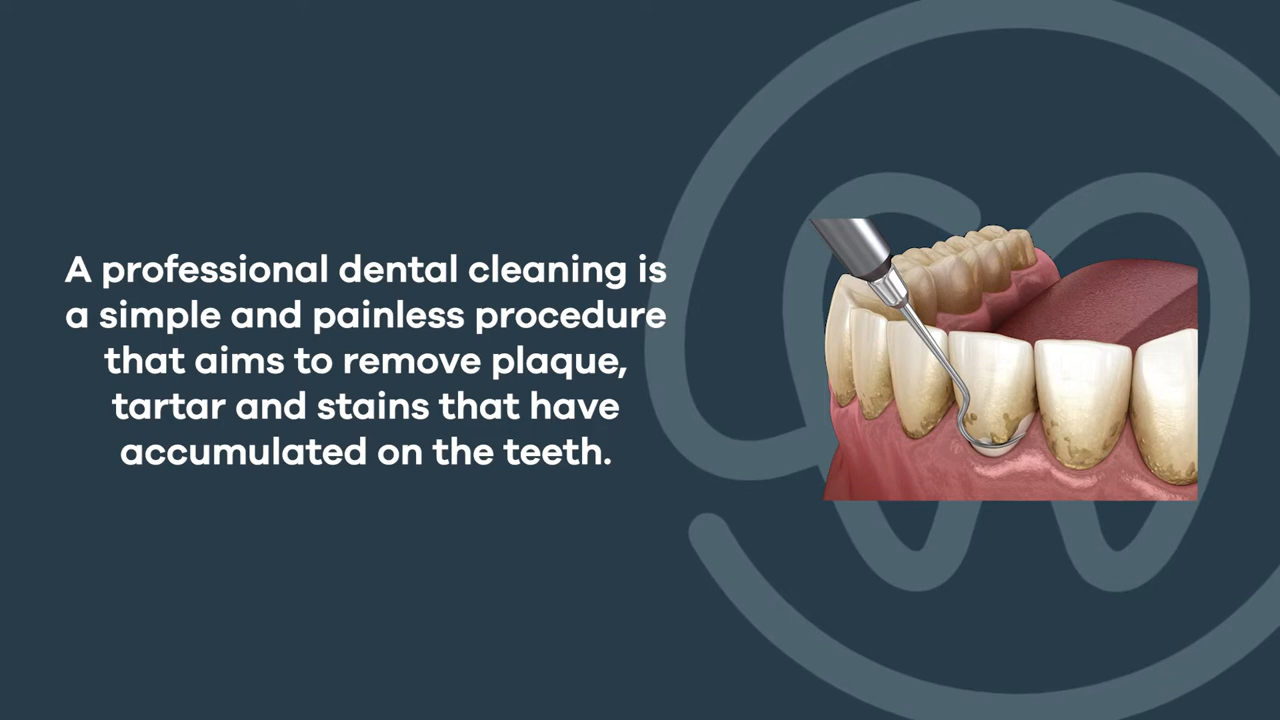 A professional dental cleaning is
a simple and painless procedure
that aims to remove plaque,
tartar and stains that have
accumulated on the teeth.